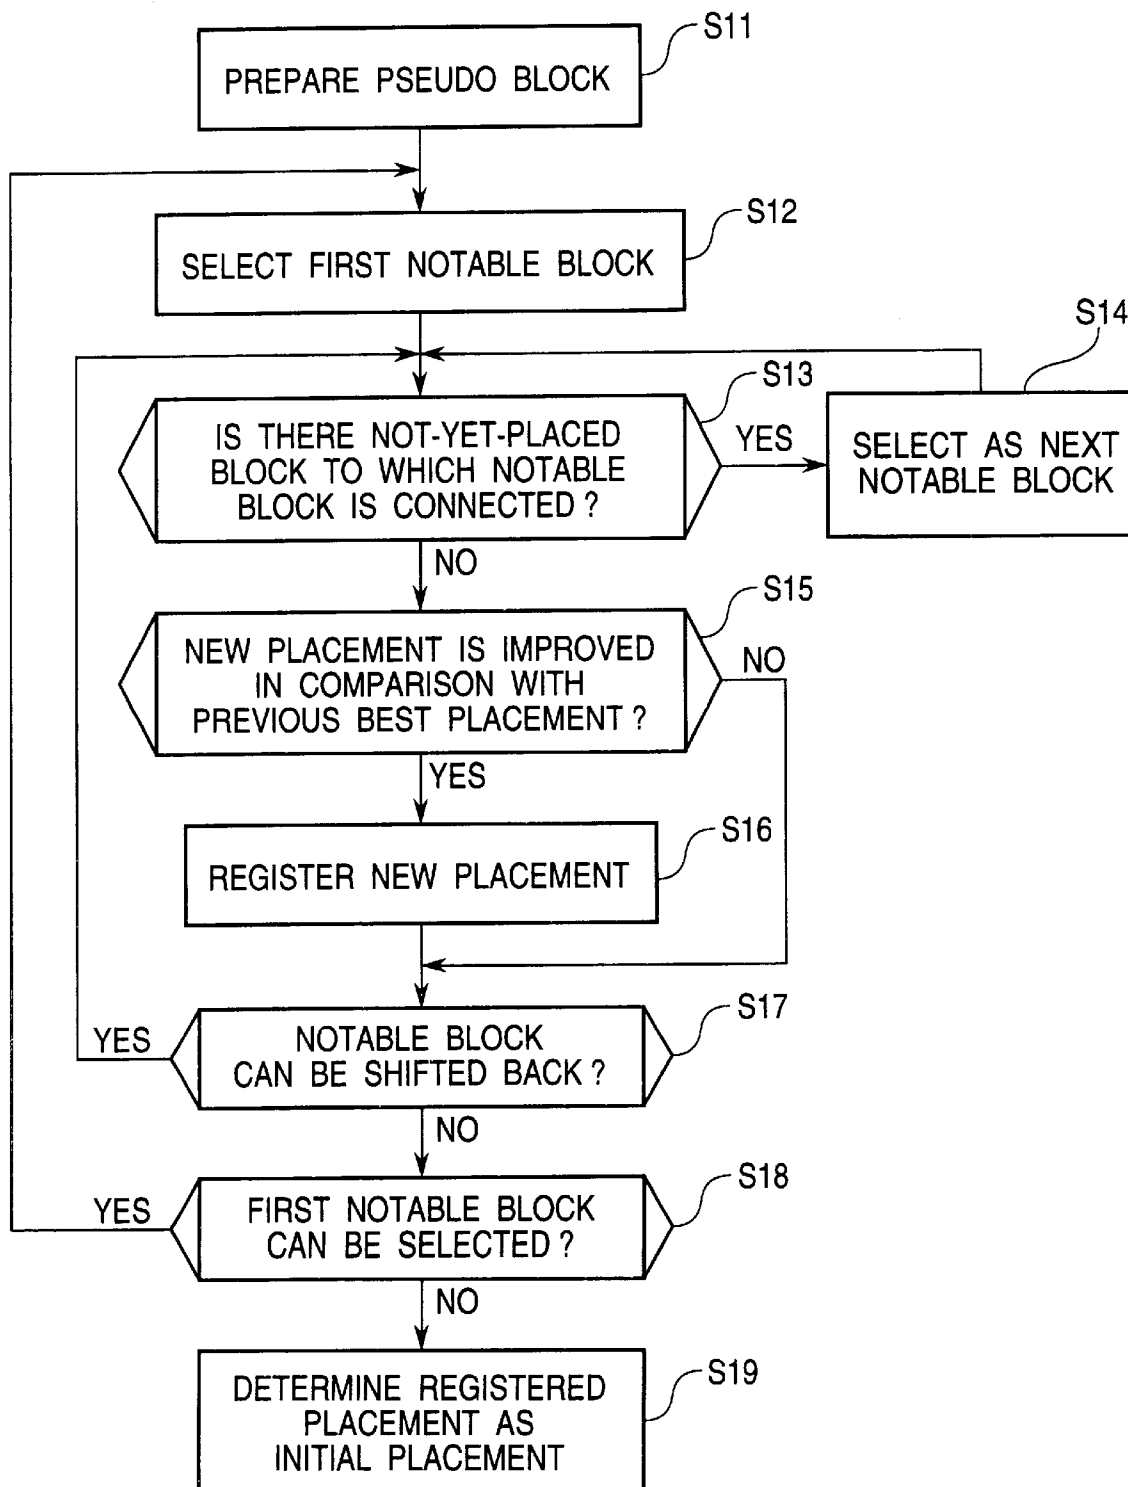 S11
PREPARE PSEUDO BLOCK
S12
SELECT FIRST NOTABLE BLOCK
S14
S13
IS THERE NOT-YET-PLACED
BLOCK TO WHICH NOTABLE
BLOCK IS CONNECTED ?
YES
SELECT AS NEXT
NOTABLE BLOCK
NO
S15
NEW PLACEMENT IS IMPROVED
IN COMPARISON WITH
PREVIOUS BEST PLACEMENT ?
NO
YES
S16
REGISTER NEW PLACEMENT
S17
YES
NOTABLE BLOCK
CAN BE SHIFTED BACK ?
NO
S18
YES
FIRST NOTABLE BLOCK
CAN BE SELECTED ?
NO
S19
DETERMINE REGISTERED
PLACEMENT AS
INITIAL PLACEMENT